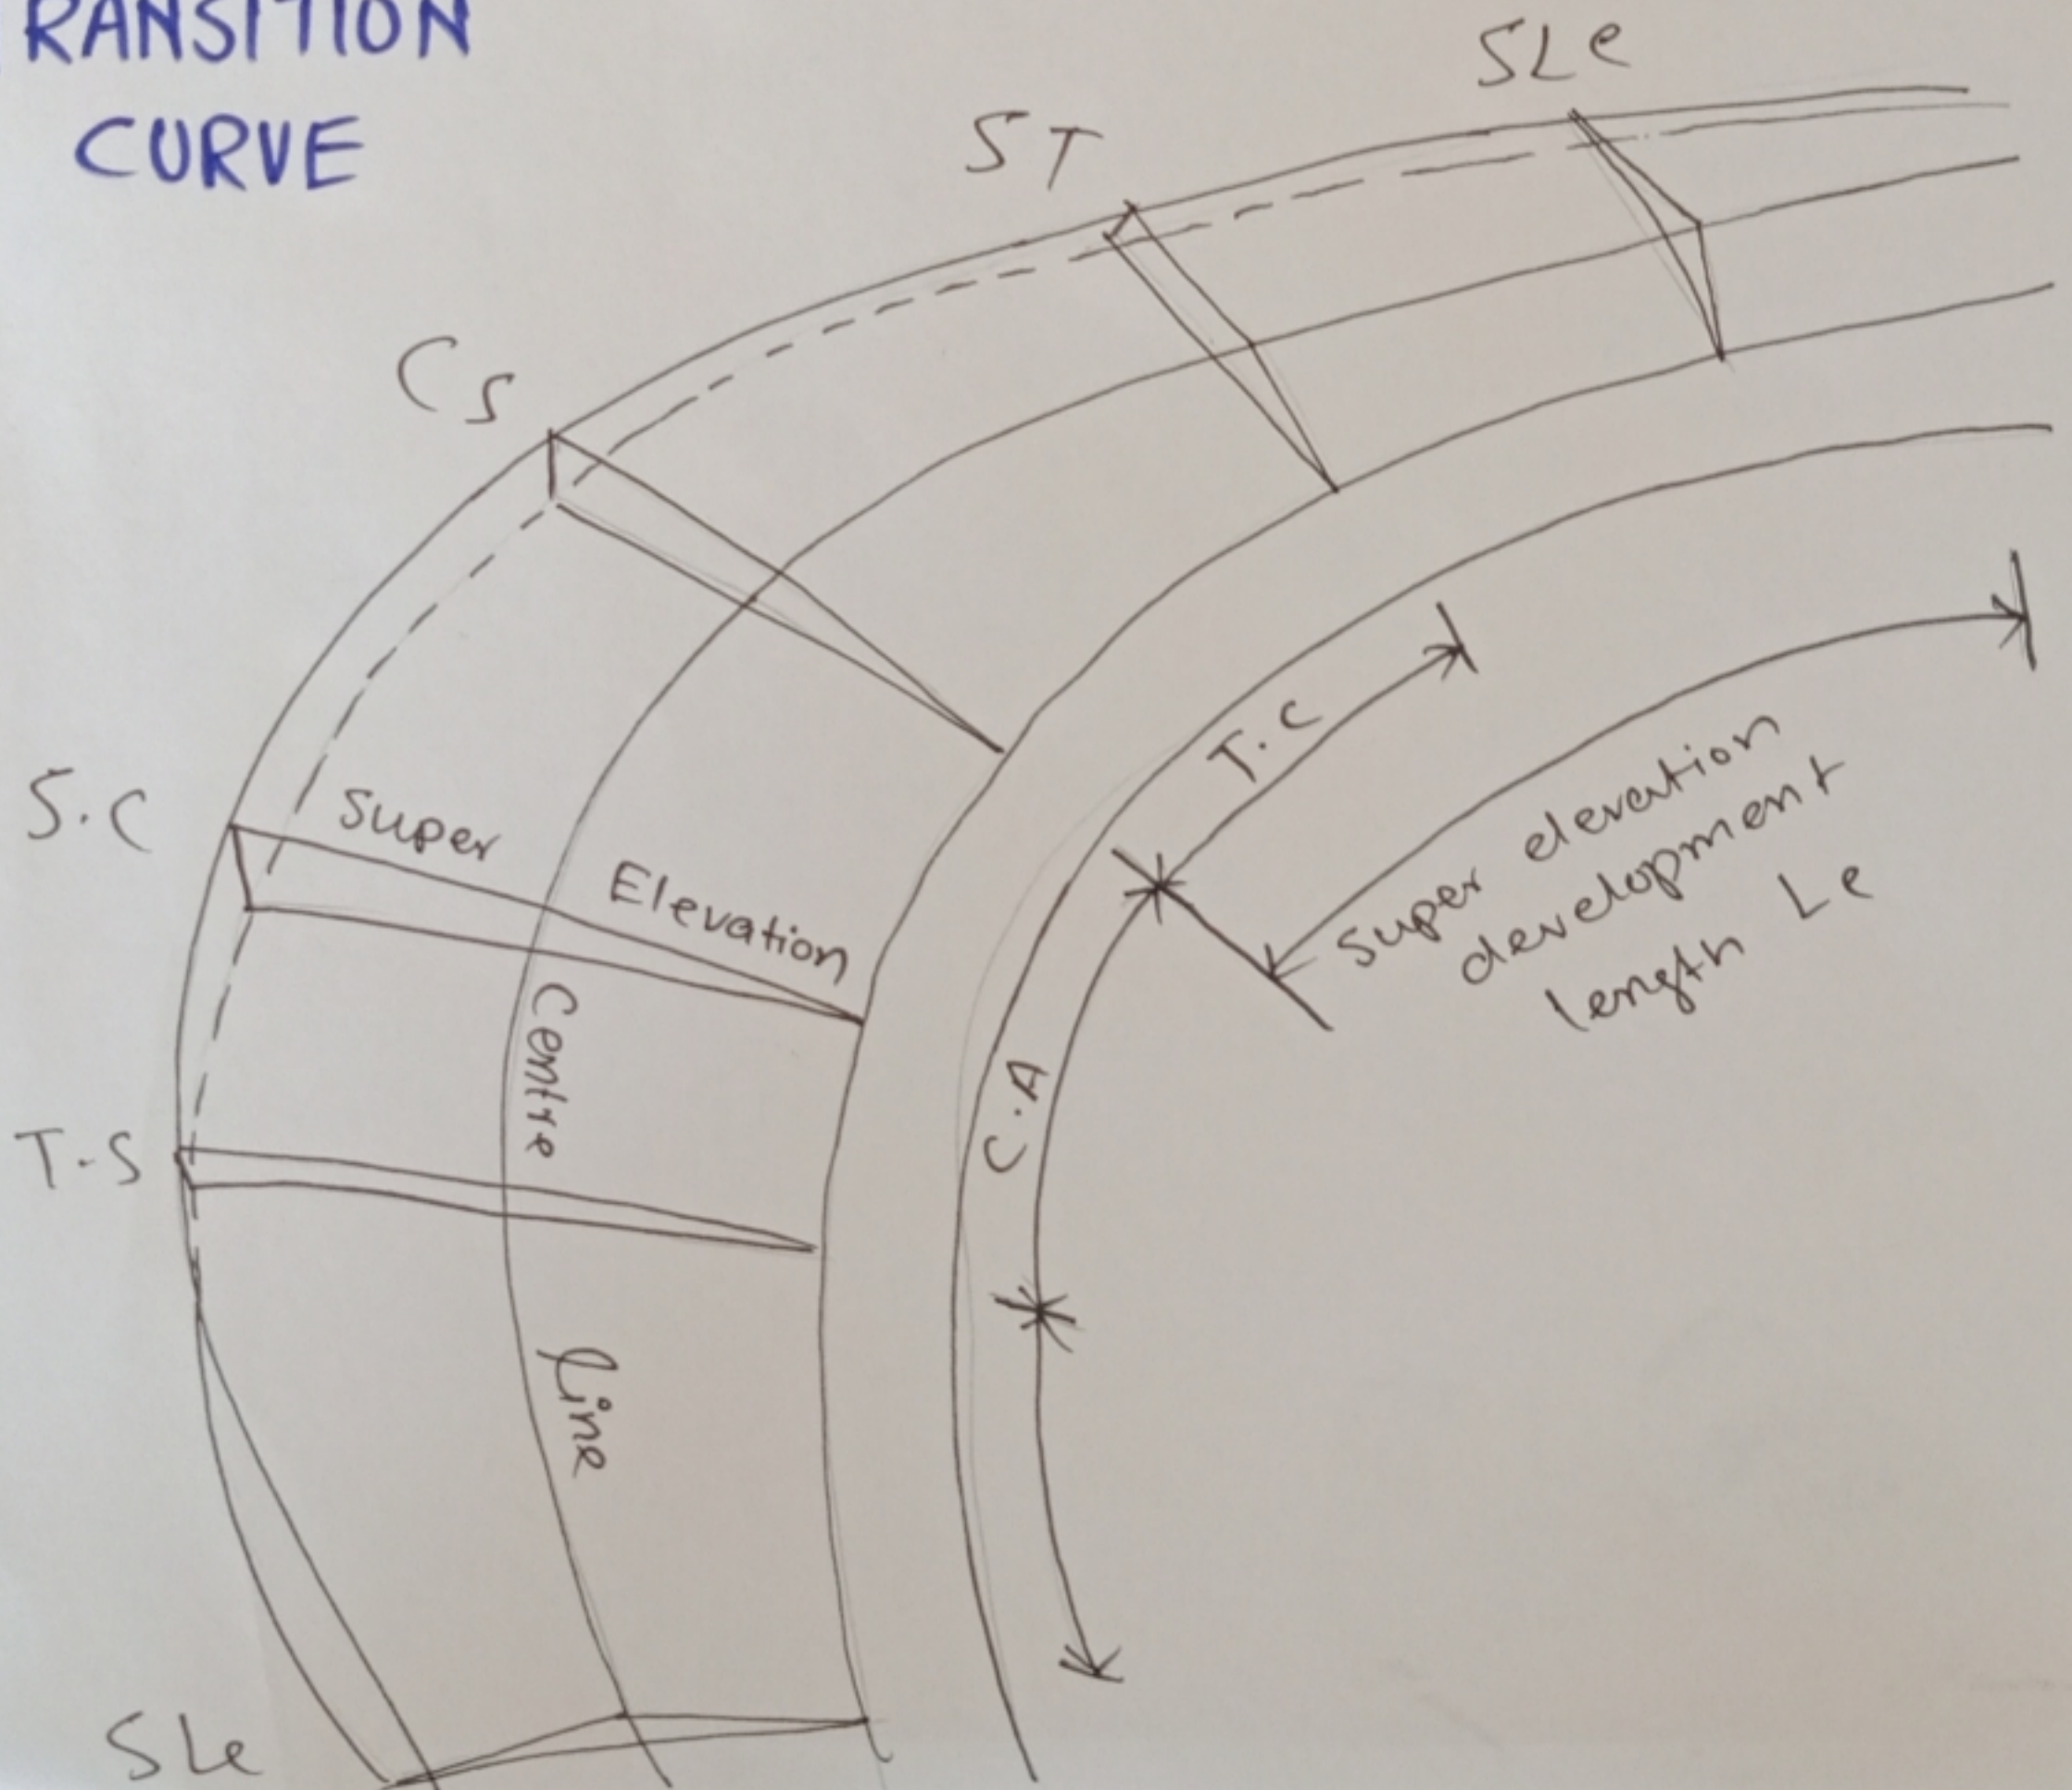 RANSITION
CURVE
SLe
ST
CS
S.C
Super
Elevation
T.C
Super elevation
development
length Le
Centre
C.A
T.S
line
SLe